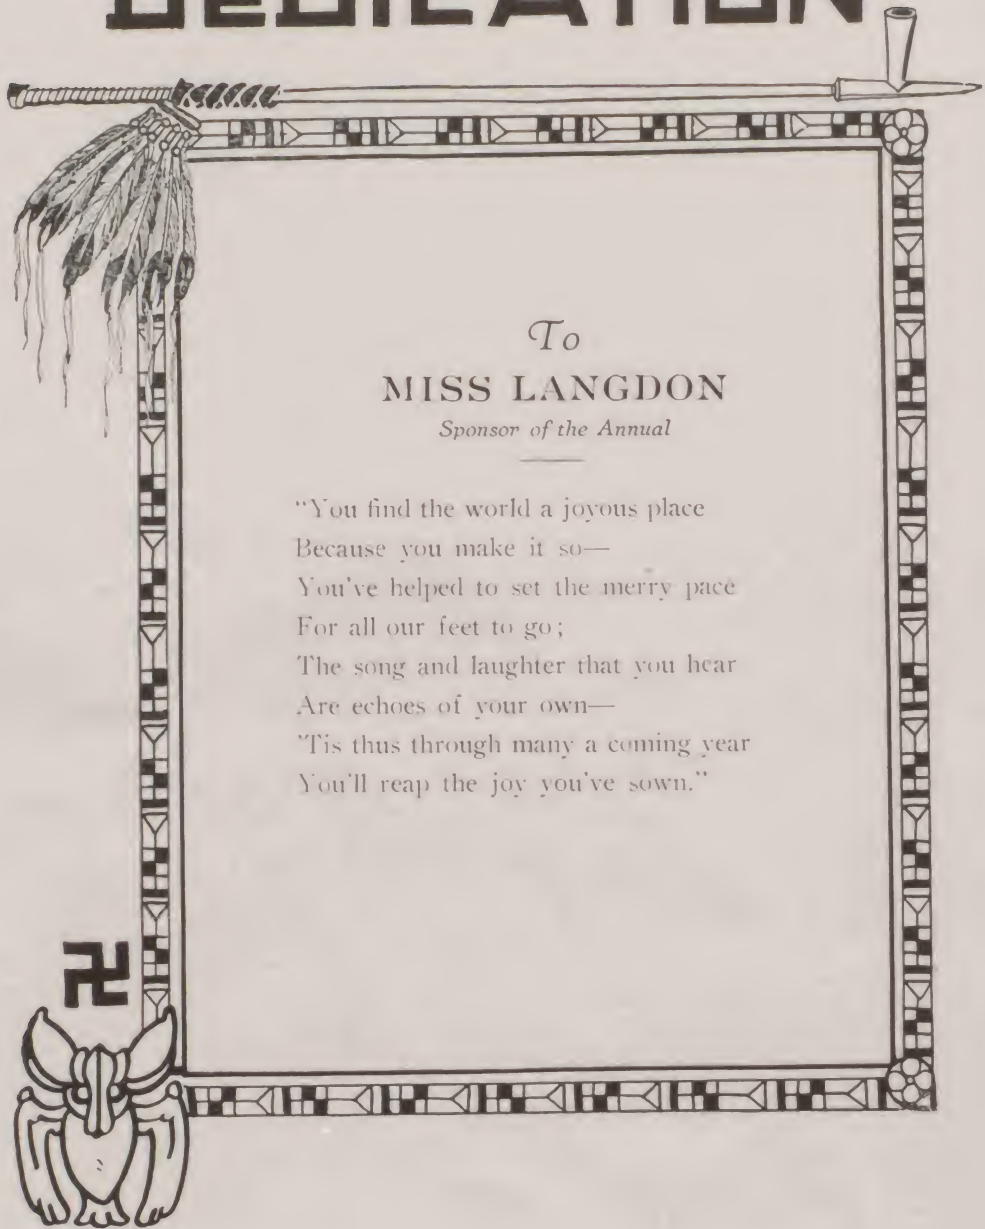 DEDICATION
To
MISS LANGDON
Sponsor of the Annual
"You find the world a joyous place
Because you make it so—
You've helped to set the merry pace
For all our feet to go;
The song and laughter that you hear
Are echoes of your own—
'Tis thus through many a coming year
You'll reap the joy you've sown."